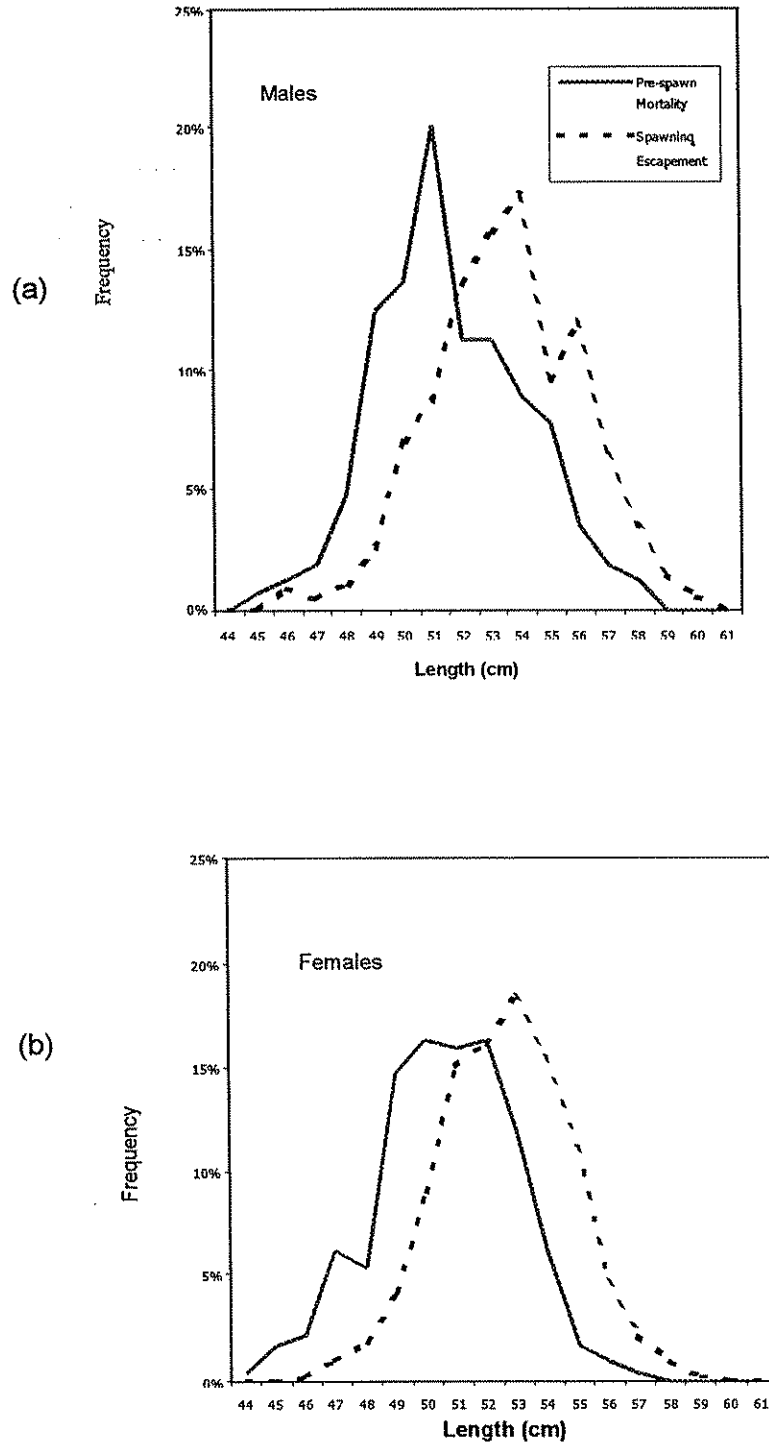 25%
Males
Pre-spawn
Mortality
Spawning
Escapement
20%
15%
(a)
Frequency
10%
5%
0%
44 45 46 47 48 49 50 51 52 53 54 55 56 57 58 59 60 61
Length (cm)
25%
Females
20%
(b)
15%
Frequency
10%
5%
0%
44 45 46 47 48 49 50 51 52 53 54 55 56 57 58 59 60 61
Length (cm)